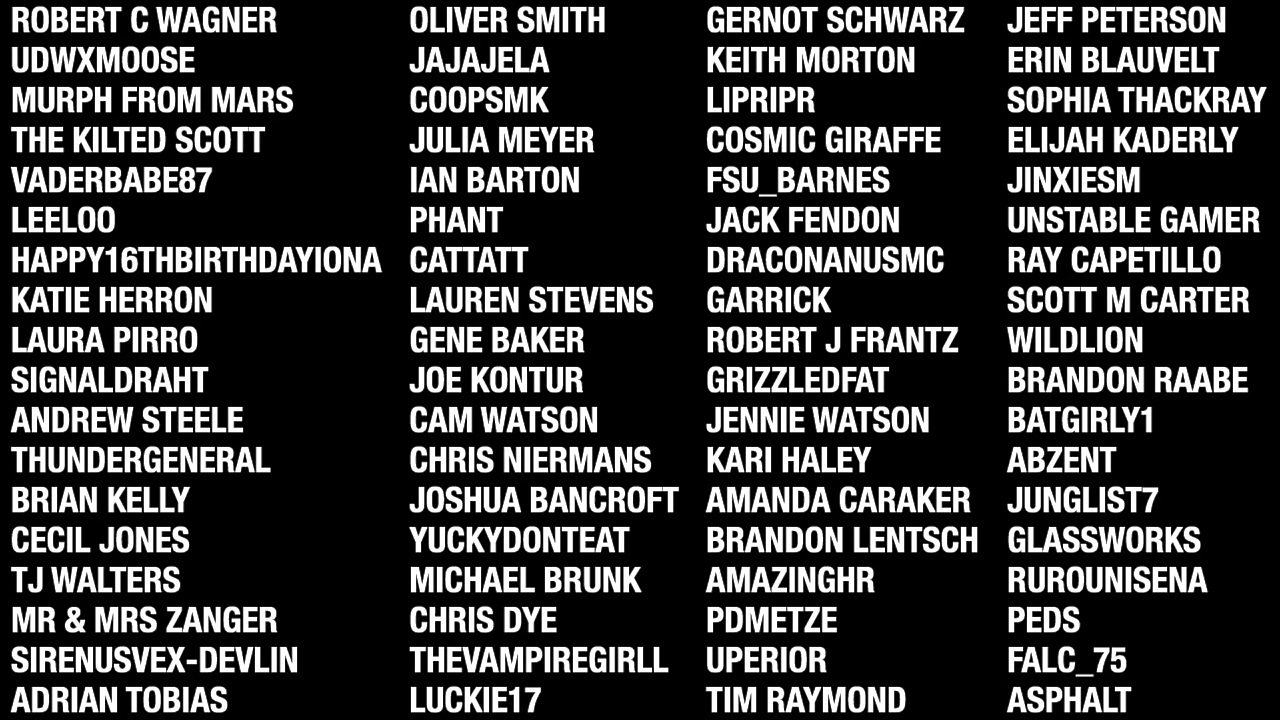 ROBERT C WAGNER
UDWXMOOSE
MURPH FROM MARS
THE KILTED SCOTT
VADERBABE87
LEELOO
HAPPY16THBIRTHDAYIONA
KATIE HERRON
LAURA PIRRO
SIGNALDRAHT
ANDREW STEELE
THUNDERGENERAL
BRIAN KELLY
CECIL JONES
TJ WALTERS
MR & MRS ZANGER
SIRENUSVEX-DEVLIN
ADRIAN TOBIAS
OLIVER SMITH
JAJAJELA
COOPSMK
JULIA MEYER
IAN BARTON
PHANT
CATTATT
LAUREN STEVENS
GENE BAKER
JOE KONTUR
CAM WATSON
CHRIS NIERMANS
JOSHUA BANCROFT
YUCKYDONTEAT
MICHAEL BRUNK
CHRIS DYE
THEVAMPIREGIRLL
LUCKIE17
GERNOT SCHWARZ
KEITH MORTON
LIPRIPR
COSMIC GIRAFFE
FSU_BARNES
JACK FENDON
DRACONANUSMC
GARRICK
ROBERT J FRANTZ
GRIZZLEDFAT
JENNIE WATSON
KARI HALEY
AMANDA CARAKER
BRANDON LENTSCH
AMAZINGHR
PDMETZE
UPERIOR
TIM RAYMOND
JEFF PETERSON
ERIN BLAUVELT
SOPHIA THACKRAY
ELIJAH KADERLY
JINXIESM
UNSTABLE GAMER
RAY CAPETILLO
SCOTT M CARTER
WILDLION
BRANDON RAABE
BATGIRLY1
ABZENT
JUNGLIST7
GLASSWORKS
RUROUNISENA
PEDS
FALC_75
ASPHALT